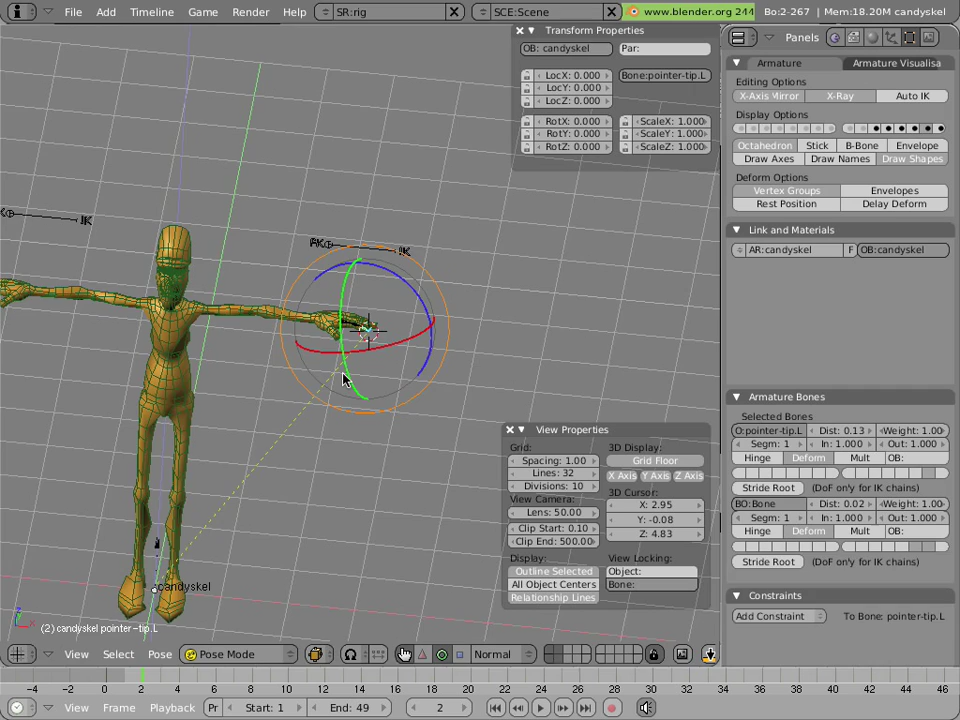 File Add Timeline Game Render Help SR:rig SCE:Scene www.blender.org 244 Bo:2-267 Mem:18.20M candyskel
Transform Properties
OB: candyskel Par:
LocX: 0.000 Bone:pointer-tip.L
LocY: 0.000
LocZ: 0.000
RotX: 0.000 ScaleX: 1.000
RotY: 0.000 ScaleY: 1.000
RotZ: 0.000 ScaleZ: 1.000
IK
FK IK
candyskel
(2) candyskel pointer-tip.L
View Properties
Grid: 3D Display:
Spacing: 1.00 Grid Floor
Lines: 32 X Axis Y Axis Z Axis
Divisions: 10
View Camera: 3D Cursor:
Lens: 50.00 X: 2.95
Y: -0.08
Clip Start: 0.10
Clip End: 500.00 Z: 4.83
Display: View Locking:
Outline Selected Object:
All Object Centers Bone:
Relationship Lines
View Select Pose Pose Mode Normal
Panels
Armature Armature Visualisa
Editing Options
X-Axis Mirror X-Ray Auto IK
Display Options
Octahedron Stick B-Bone Envelope
Draw Axes Draw Names Draw Shapes
Deform Options
Vertex Groups Envelopes
Rest Position Delay Deform
Link and Materials
AR:candyskel F OB:candyskel
Armature Bones
Selected Bones
O:pointer-tip.L Dist: 0.13 Weight: 1.00
Segm: 1 In: 1.000 Out: 1.000
Hinge Deform Mult OB:
Stride Root (DoF only for IK chains)
BO:Bone Dist: 0.02 Weight: 1.00
Segm: 1 In: 1.000 Out: 1.000
Hinge Deform Mult OB:
Stride Root (DoF only for IK chains)
Constraints
Add Constraint To Bone: pointer-tip.L
-4 -2 0 2 4 6 8 10 12 14 16 18 20 22 24 26 28 30 32 34 36 38 40 42 44 46
View Frame Playback Pr Start: 1 End: 49 2